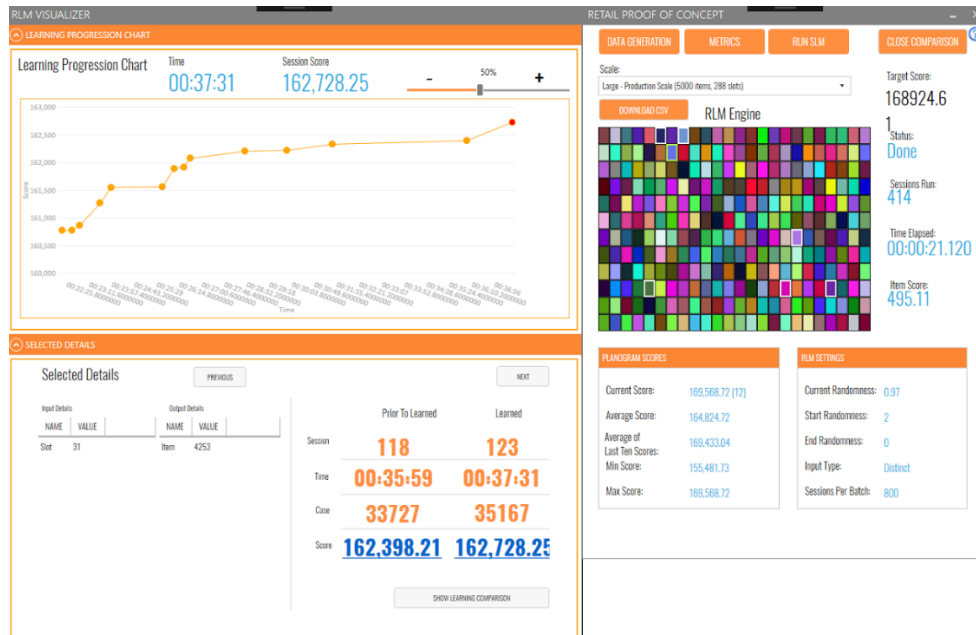 RLM VISUALIZER
LEARNING PROGRESSION CHART
Learning Progression Chart
Time
00:37:31
Session Score
162,728.25
- 50% +
163,000
162,500
162,000
161,500
161,000
160,500
160,000
Score
Time
SELECTED DETAILS
Selected Details
PREVIOUS
NEXT
Input Details
NAME VALUE
Slot 31
Output Details
NAME VALUE
Item 4253
Prior To Learned Learned
Session 118 123
Time 00:35:59 00:37:31
Case 33727 35167
Score 162,398.21 162,728.25
SHOW LEARNING COMPARISON
RETAIL PROOF OF CONCEPT
DATA GENERATION METRICS RUN SLM CLOSE COMPARISON
Scale:
Large - Production Scale (5000 items, 288 slots)
DOWNLOAD CSV
RLM Engine
Target Score:
168924.6
1
Status:
Done
Sessions Run:
414
Time Elapsed:
00:00:21.120
Item Score:
495.11
PLANOGRAM SCORES
Current Score: 169,568.72 (12)
Average Score: 164,824.72
Average of
Last Ten Scores: 169,433.04
Min Score: 155,481.73
Max Score: 169,568.72
RLM SETTINGS
Current Randomness: 0.97
Start Randomness: 2
End Randomness: 0
Input Type: Distinct
Sessions Per Batch: 800